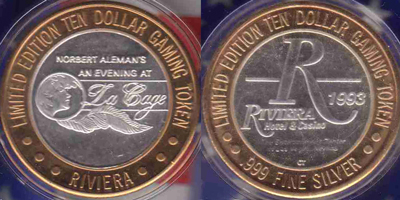 LIMITED EDITION TEN DOLLAR GAMING TOKEN
NORBERT ALEMAN'S
AN EVENING AT
La Cage
RIVIERA
LIMITED EDITION TEN DOLLAR GAMING TOKEN
R
1993
RIVIERA
Hotel & Casino
CT
.999 FINE SILVER